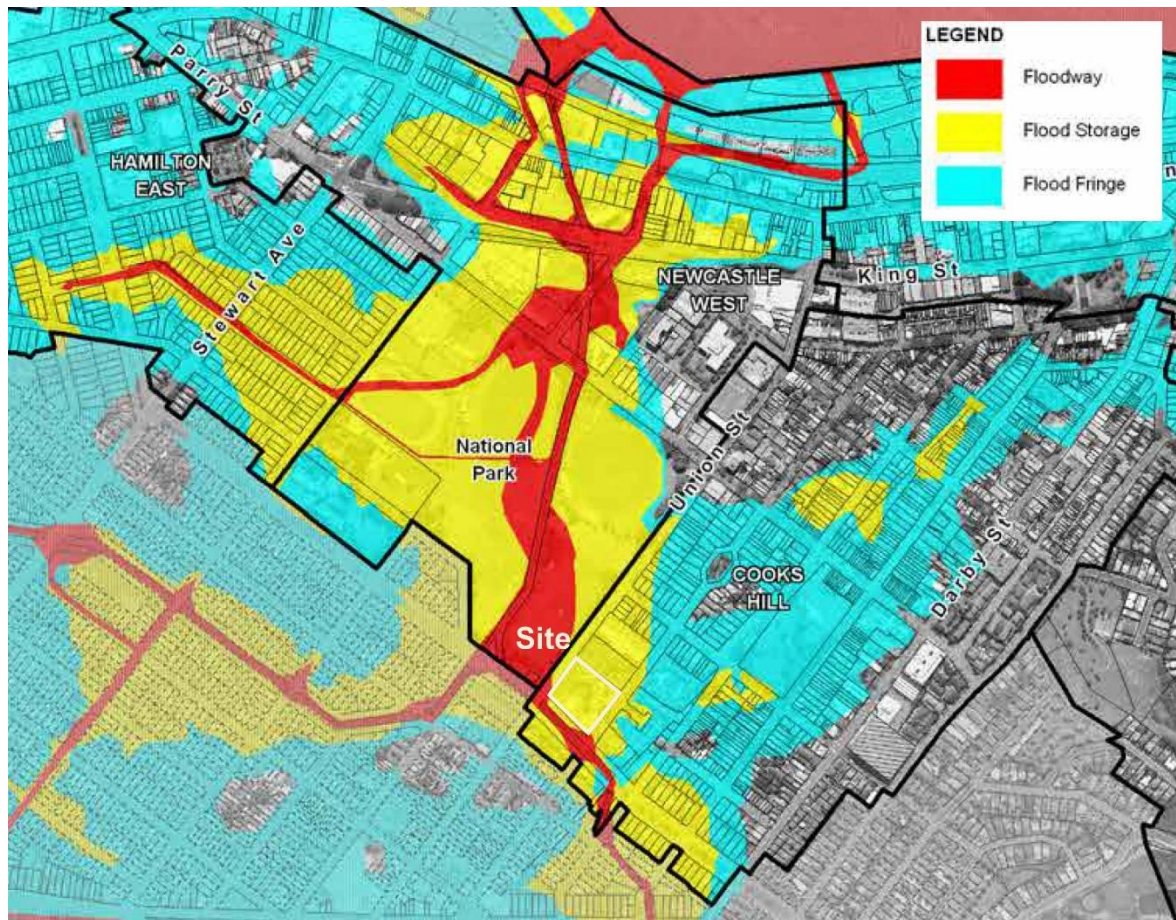 LEGEND
Floodway
Flood Storage
Flood Fringe
Parry St
HAMILTON
EAST
Stewart Ave
NEWCASTLE
WEST
King St
National
Park
Union St
COOKS
HILL
Darby St
Site